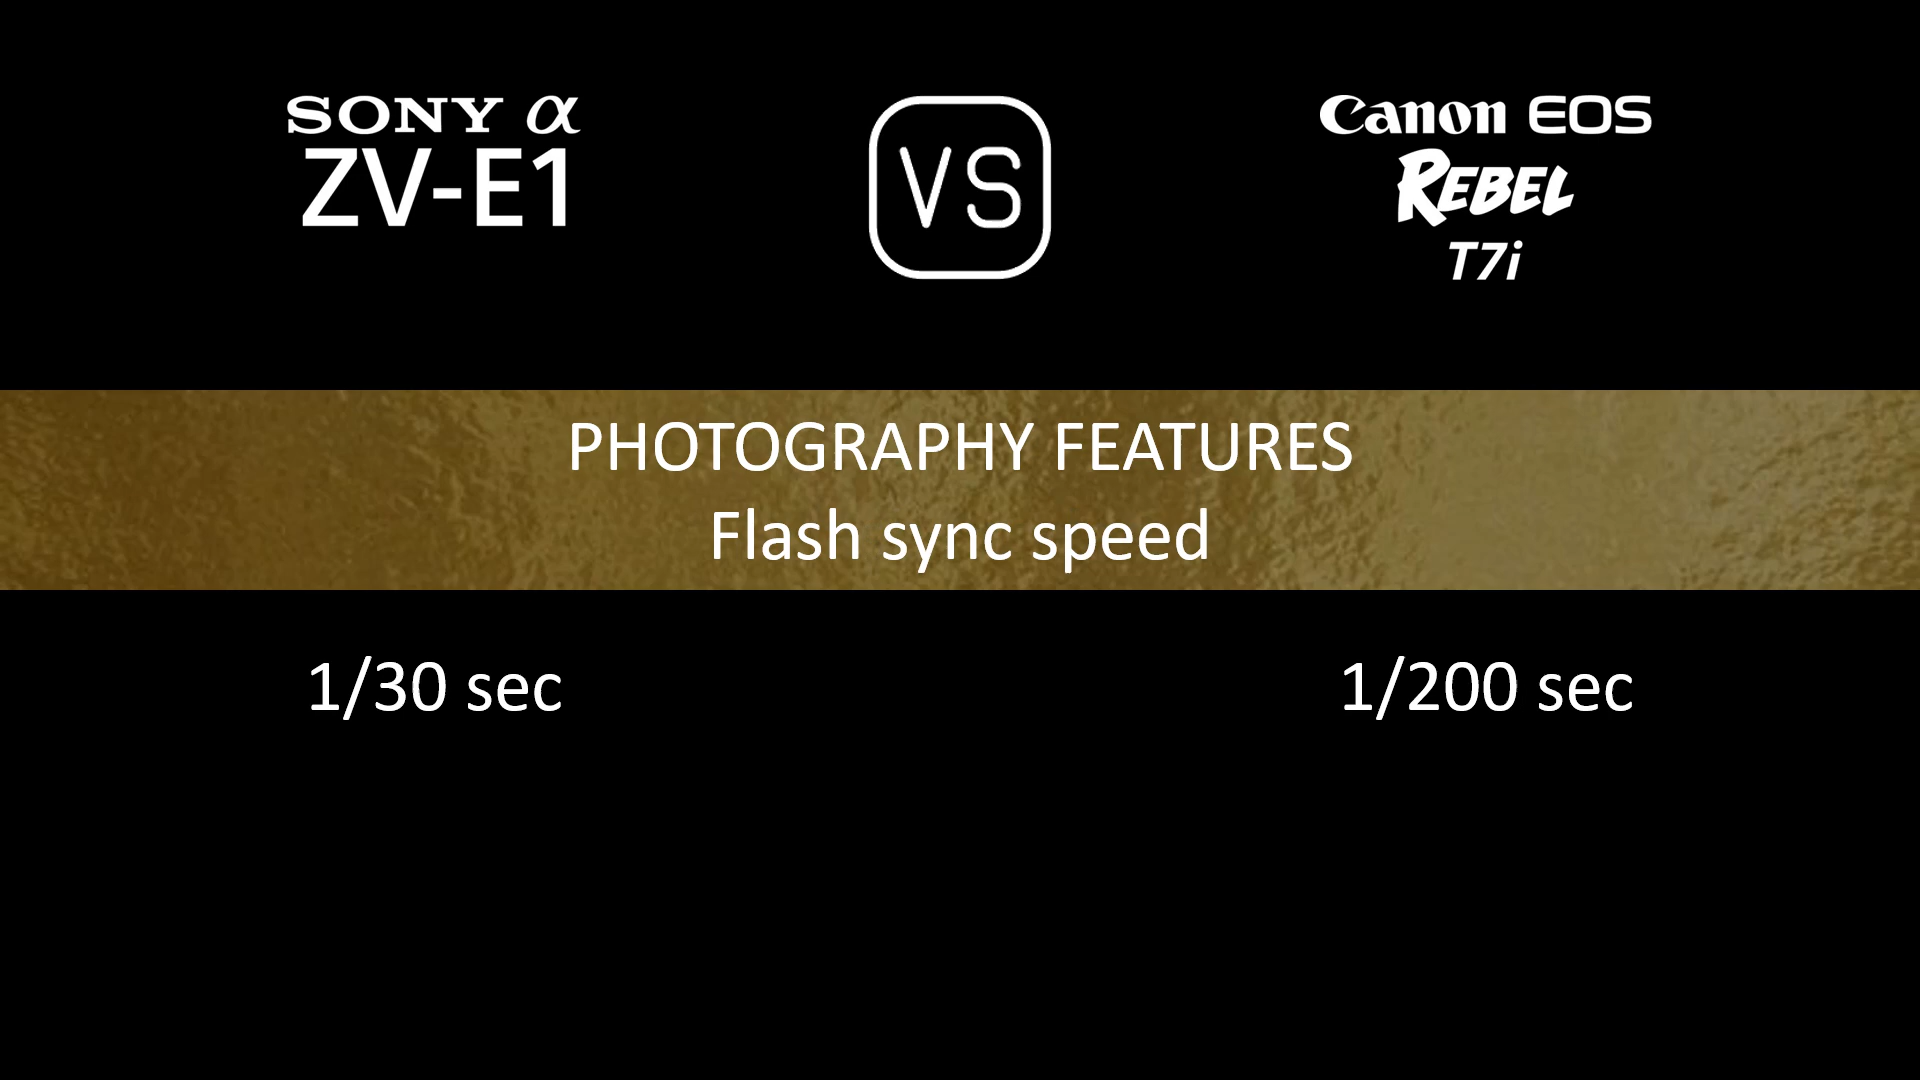 SONY α
ZV-E1
VS
Canon EOS
REBEL
T7i
PHOTOGRAPHY FEATURES
Flash sync speed
1/30 sec
1/200 sec